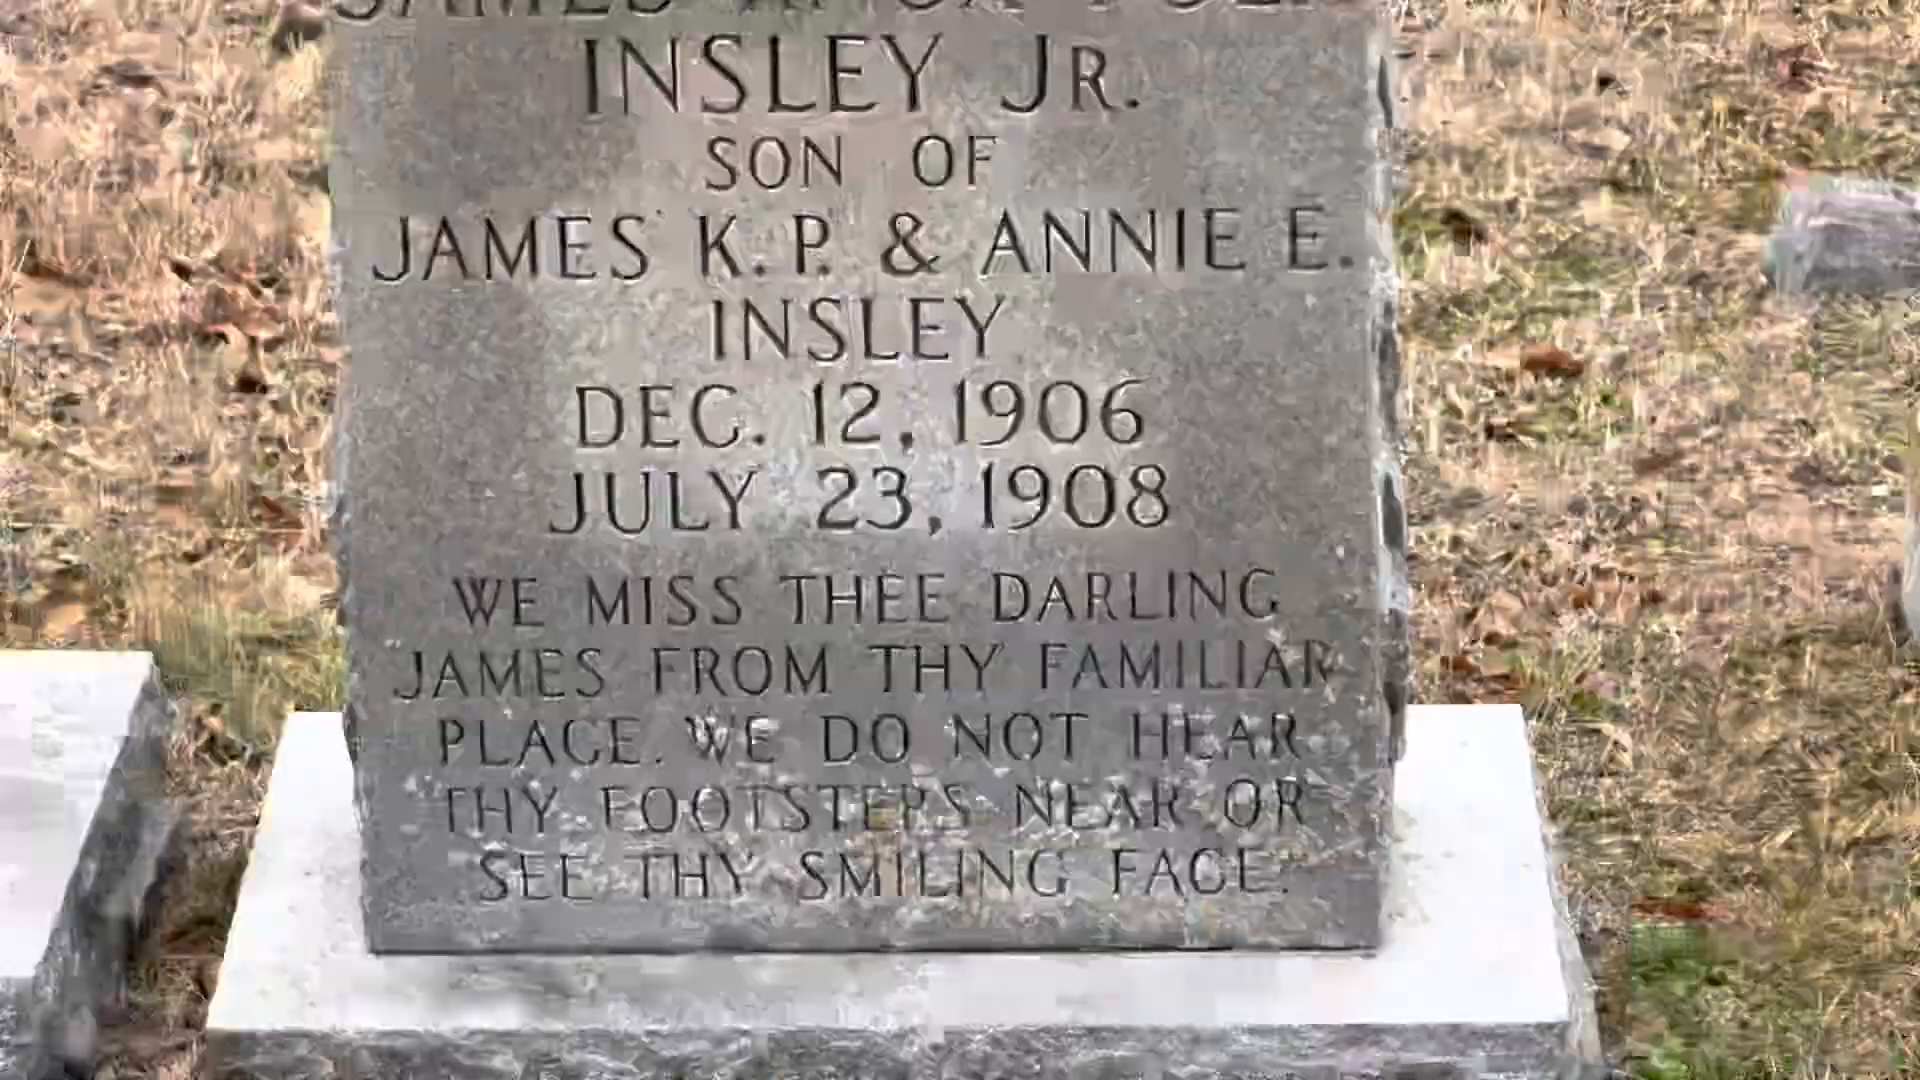 JAMES
INSLEY JR.
SON OF
JAMES K. P. & ANNIE E.
INSLEY
DEC. 12, 1906
JULY 23, 1908
WE MISS THEE DARLING
JAMES FROM THY FAMILIAR
PLACE. WE DO NOT HEAR
THY FOOTSTEPS NEAR OR
SEE THY SMILING FACE.